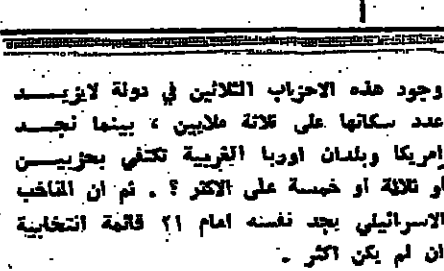 وجود هذه الاحزاب الثلاثين في دولة لايزيد
عدد سكانها على ثلاثة ملايين ، بينما نجد
امريكا وبلدان اوربا الغربية تكتفي بحزبين
او ثلاثة او خمسة على الاكثر ؟ . ثم ان الناخب
الاسرائيلي يجد نفسه امام ٢١ قائمة انتخابية
ان لم يكن اكثر .